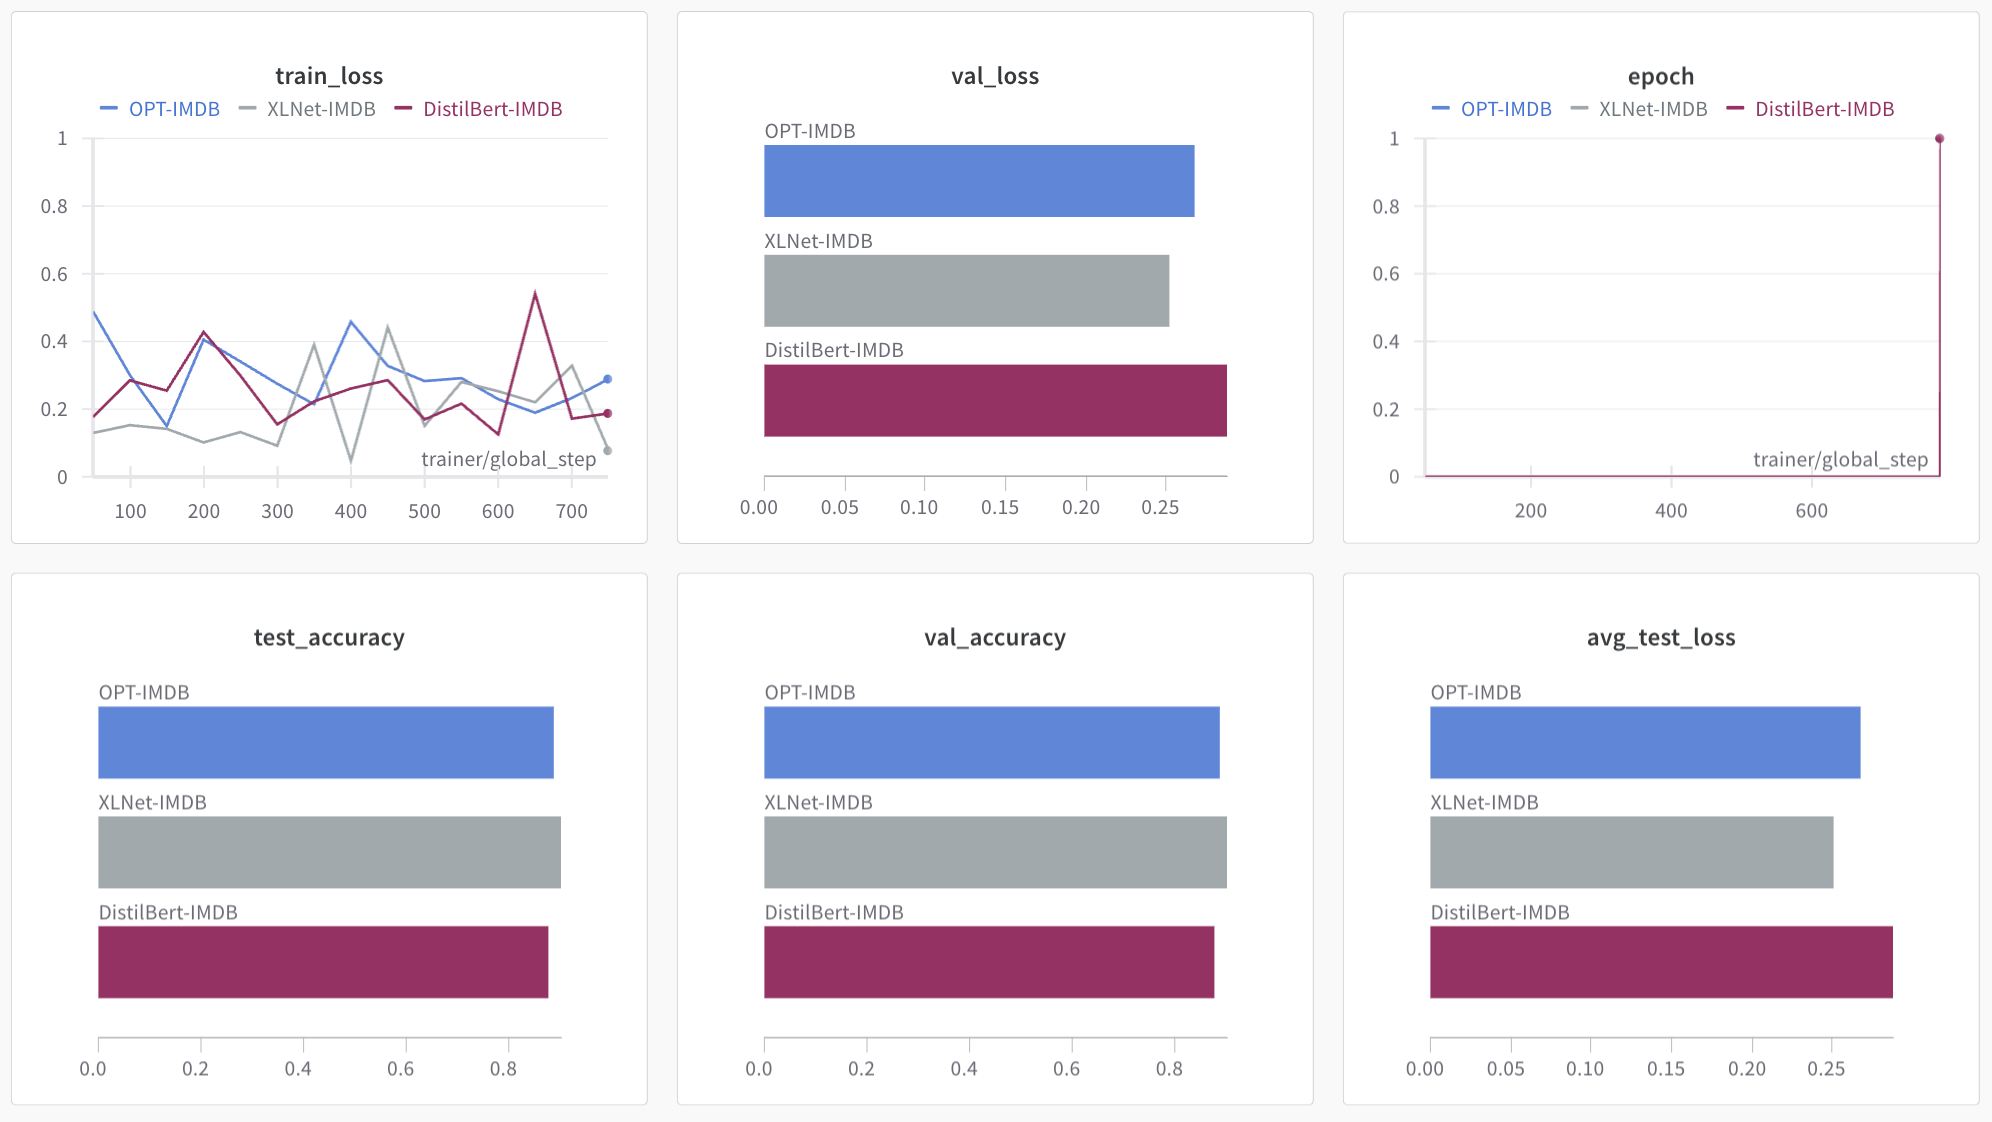 train_loss
OPT-IMDB XLNet-IMDB DistilBert-IMDB
1
0.8
0.6
0.4
0.2
0
trainer/global_step
100 200 300 400 500 600 700
val_loss
OPT-IMDB
XLNet-IMDB
DistilBert-IMDB
0.00 0.05 0.10 0.15 0.20 0.25
epoch
OPT-IMDB XLNet-IMDB DistilBert-IMDB
1
0.8
0.6
0.4
0.2
0
trainer/global_step
200 400 600
test_accuracy
OPT-IMDB
XLNet-IMDB
DistilBert-IMDB
0.0 0.2 0.4 0.6 0.8
val_accuracy
OPT-IMDB
XLNet-IMDB
DistilBert-IMDB
0.0 0.2 0.4 0.6 0.8
avg_test_loss
OPT-IMDB
XLNet-IMDB
DistilBert-IMDB
0.00 0.05 0.10 0.15 0.20 0.25